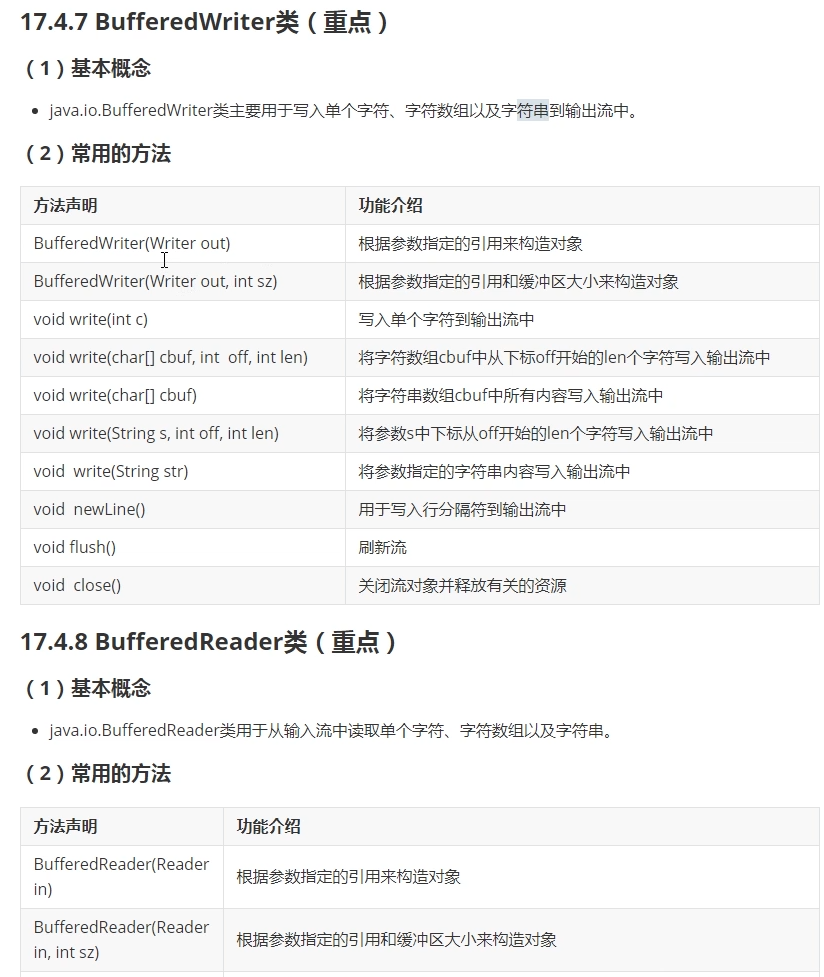 17.4.7 BufferedWriter类（重点）
（1）基本概念
java.io.BufferedWriter类主要用于写入单个字符、字符数组以及字符串到输出流中。
（2）常用的方法
方法声明 功能介绍
BufferedWriter(Writer out) 根据参数指定的引用来构造对象
BufferedWriter(Writer out, int sz) 根据参数指定的引用和缓冲区大小来构造对象
void write(int c) 写入单个字符到输出流中
void write(char[] cbuf, int  off, int len) 将字符数组cbuf中从下标off开始的len个字符写入输出流中
void write(char[] cbuf) 将字符串数组cbuf中所有内容写入输出流中
void write(String s, int off, int len) 将参数s中下标从off开始的len个字符写入输出流中
void  write(String str) 将参数指定的字符串内容写入输出流中
void  newLine() 用于写入行分隔符到输出流中
void flush() 刷新流
void  close() 关闭流对象并释放有关的资源
17.4.8 BufferedReader类（重点）
（1）基本概念
java.io.BufferedReader类用于从输入流中读取单个字符、字符数组以及字符串。
（2）常用的方法
方法声明 功能介绍
BufferedReader(Reader
in) 根据参数指定的引用来构造对象
BufferedReader(Reader
in, int sz) 根据参数指定的引用和缓冲区大小来构造对象